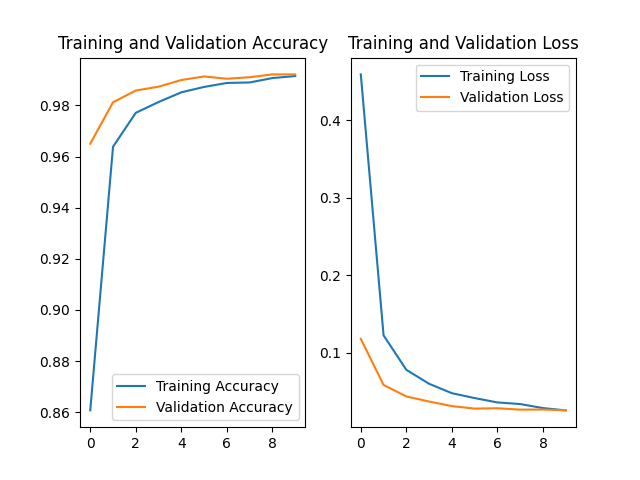 Training and Validation Accuracy
0.98
0.96
0.94
0.92
0.90
0.88
0.86
Training Accuracy
Validation Accuracy
0 2 4 6 8
Training and Validation Loss
Training Loss
Validation Loss
0.4
0.3
0.2
0.1
0 2 4 6 8